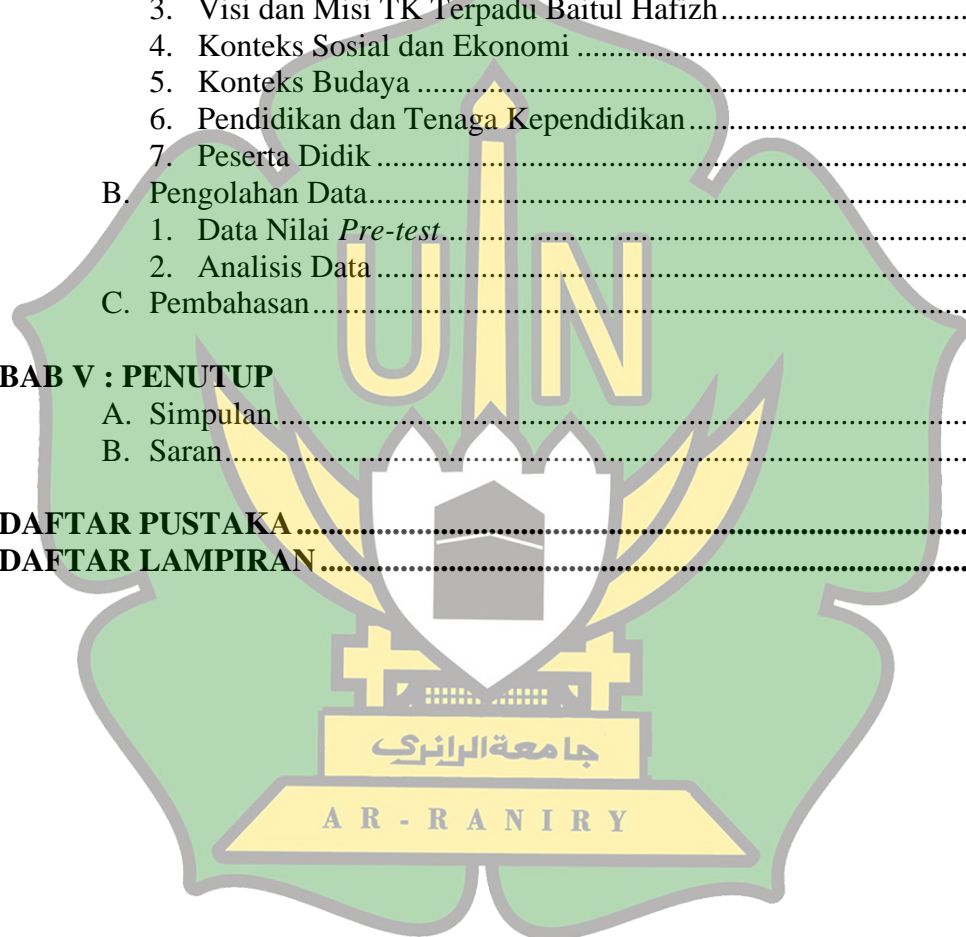 3. Visi dan Misi TK Terpadu Baitul Hafizh........................................
4. Konteks Sosial dan Ekonomi ........................................
5. Konteks Budaya ........................................
6. Pendidikan dan Tenaga Kependidikan........................................
7. Peserta Didik ........................................
B. Pengolahan Data........................................
1. Data Nilai Pre-test........................................
2. Analisis Data ........................................
C. Pembahasan........................................
UIN
BAB V : PENUTUP
A. Simpulan........................................
B. Saran........................................
DAFTAR PUSTAKA ........................................
DAFTAR LAMPIRAN ........................................
جامعةالرانري
AR-RANIRY